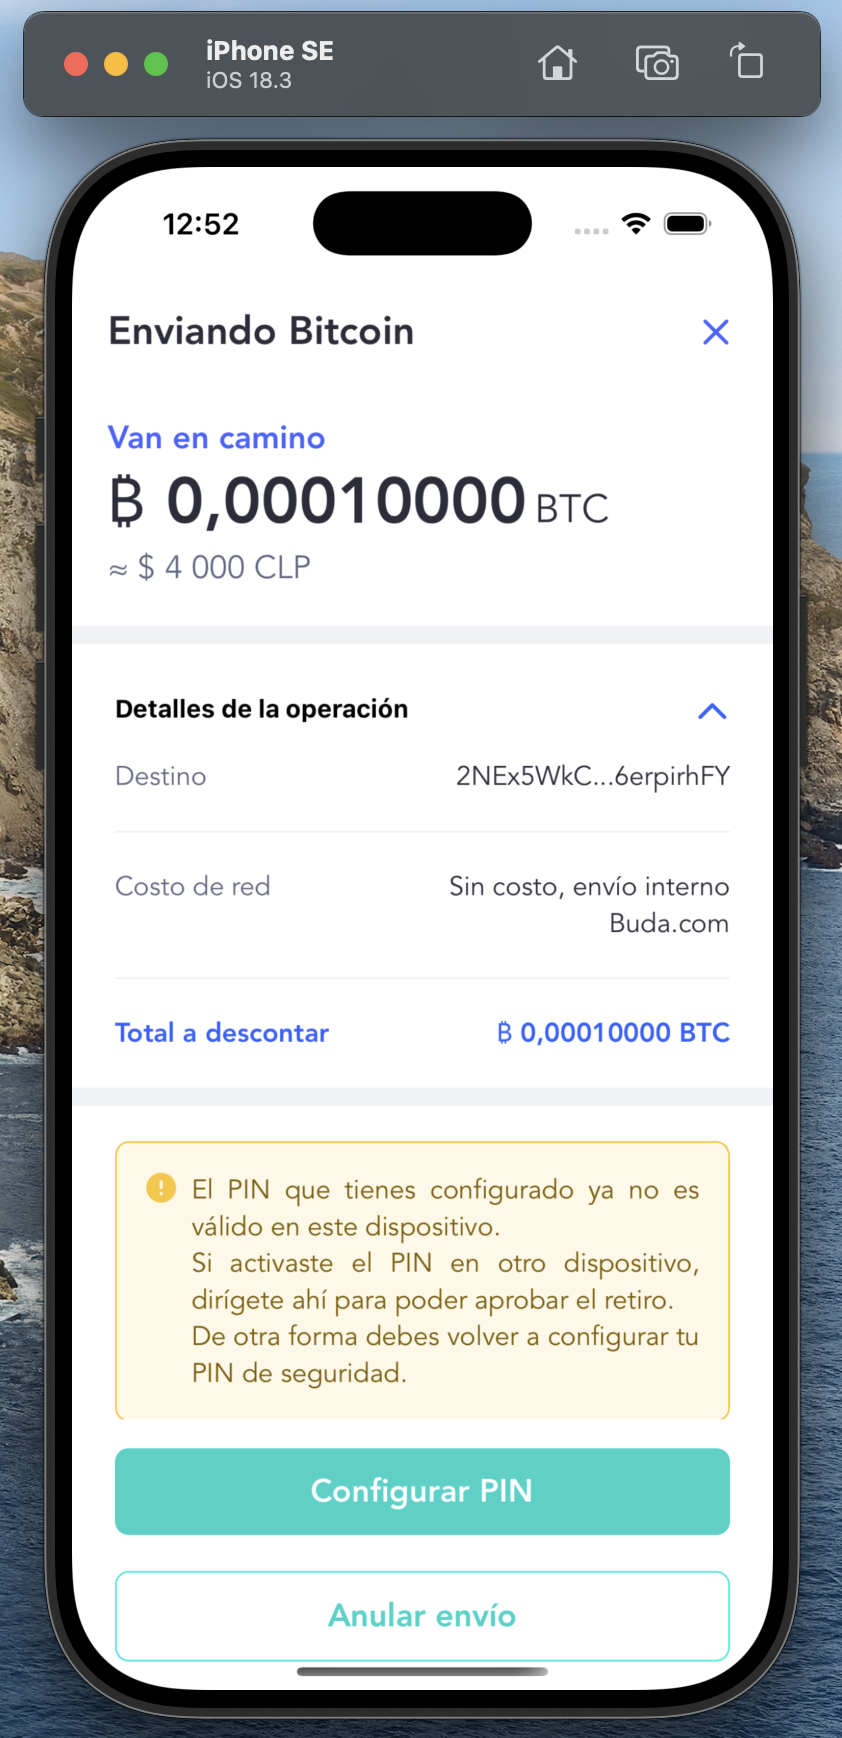 iPhone SE
iOS 18.3
12:52
Enviando Bitcoin
Van en camino
₿ 0,00010000 BTC
≈ $ 4 000 CLP
Detalles de la operación
Destino 2NEx5WkC...6erpirhFY
Costo de red Sin costo, envío interno
Buda.com
Total a descontar ₿ 0,00010000 BTC
El PIN que tienes configurado ya no es
válido en este dispositivo.
Si activaste el PIN en otro dispositivo,
dirígete ahí para poder aprobar el retiro.
De otra forma debes volver a configurar tu
PIN de seguridad.
Configurar PIN
Anular envío